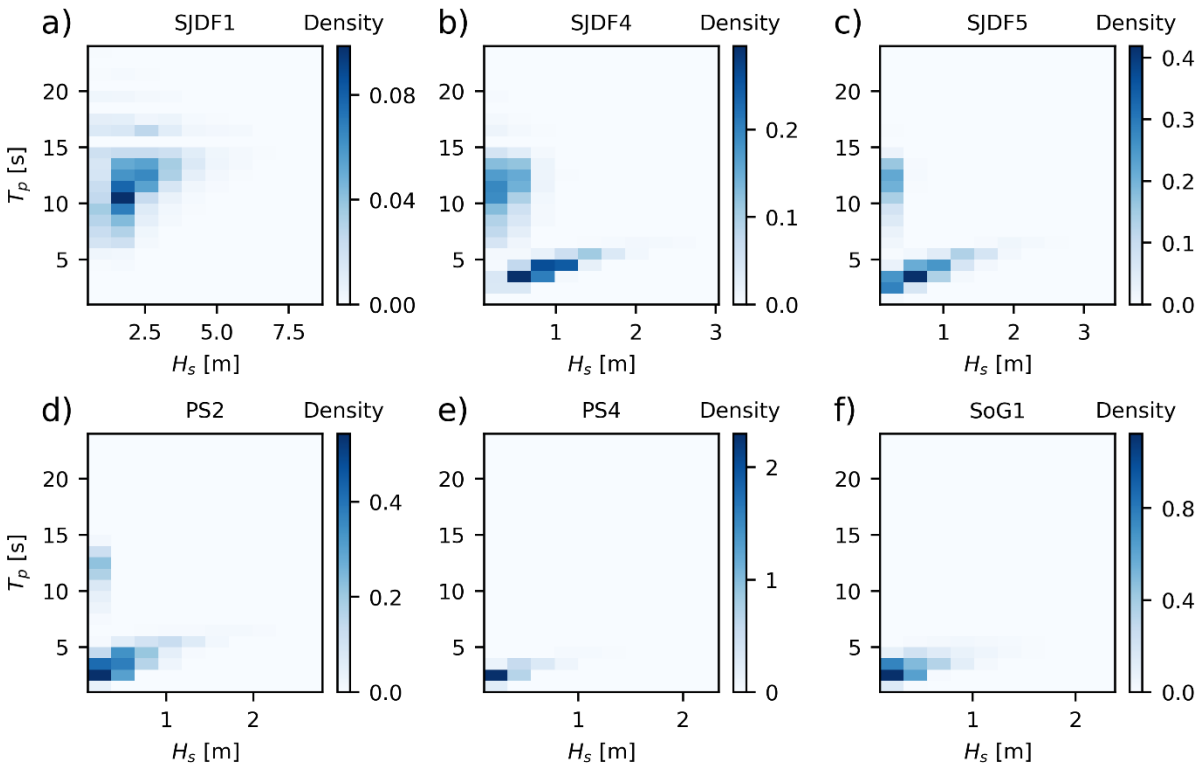 a) SJDF1 Density
20
15
10
5
2.5 5.0 7.5
0.08
0.04
0.00
T_p [s]
H_s [m]
b) SJDF4 Density
20
15
10
5
1 2 3
0.2
0.1
0.0
H_s [m]
c) SJDF5 Density
20
15
10
5
1 2 3
0.4
0.3
0.2
0.1
0.0
H_s [m]
d) PS2 Density
20
15
10
5
1 2
0.4
0.2
0.0
T_p [s]
H_s [m]
e) PS4 Density
20
15
10
5
1 2
2
1
0
H_s [m]
f) SoG1 Density
20
15
10
5
1 2
0.8
0.4
0.0
H_s [m]